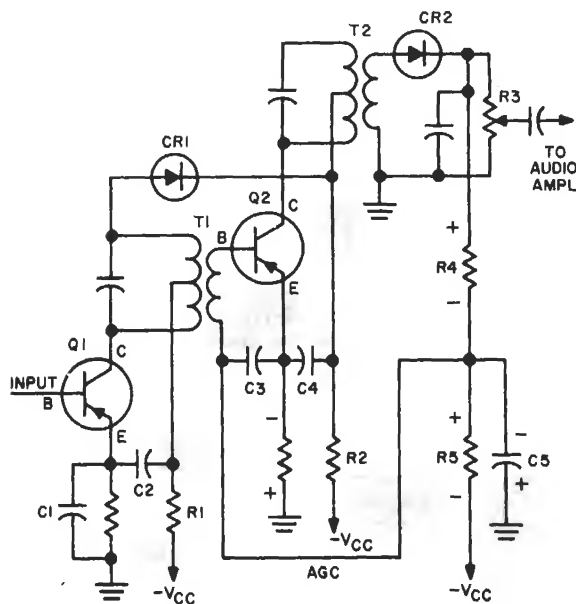 T2
CR2
R3
TO
AUDIO
AMPL
CR1
Q2
C
T1
B
E
+
R4
-
Q1
C
INPUT
B
E
C3
C4
-
+
R2
-VCC
C1
C2
R1
-VCC
AGC
+
R5
-
-
C5
+
-VCC